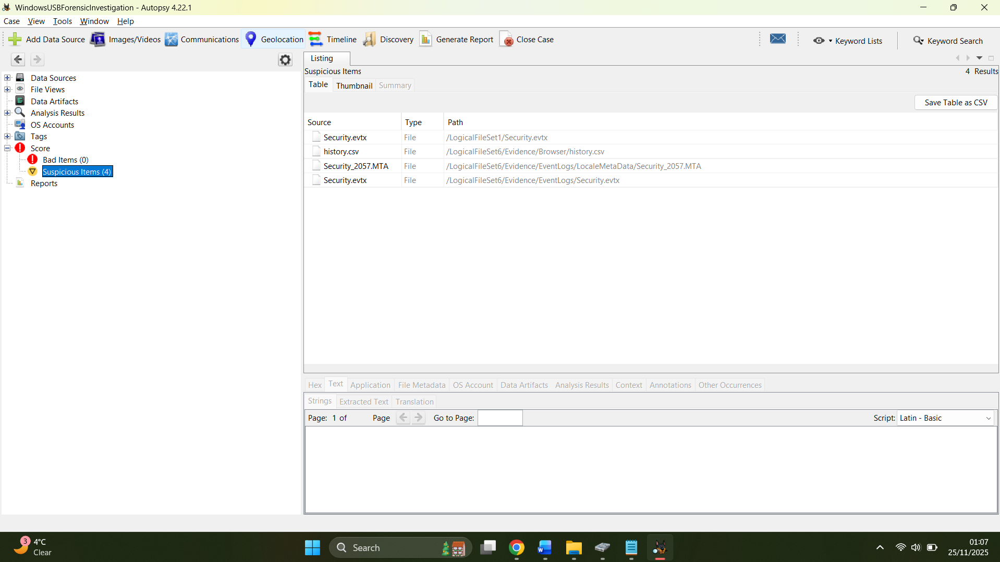 WindowsUSBForensicInvestigation - Autopsy 4.22.1
Case View Tools Window Help
Add Data Source Images/Videos Communications Geolocation Timeline Discovery Generate Report Close Case Keyword Lists Keyword Search
Listing
Data Sources
File Views
Data Artifacts
Analysis Results
OS Accounts
Tags
Score
Bad Items (0)
Suspicious Items (4)
Reports
Suspicious Items 4 Results
Table Thumbnail Summary
Save Table as CSV
Source Type Path
Security.evtx File /LogicalFileSet1/Security.evtx
history.csv File /LogicalFileSet6/Evidence/Browser/history.csv
Security_2057.MTA File /LogicalFileSet6/Evidence/EventLogs/LocaleMetaData/Security_2057.MTA
Security.evtx File /LogicalFileSet6/Evidence/EventLogs/Security.evtx
Hex Text Application File Metadata OS Account Data Artifacts Analysis Results Context Annotations Other Occurrences
Strings Extracted Text Translation
Page: 1 of Page Go to Page: Script: Latin - Basic
3 4°C
Clear
Search
01:07
25/11/2025